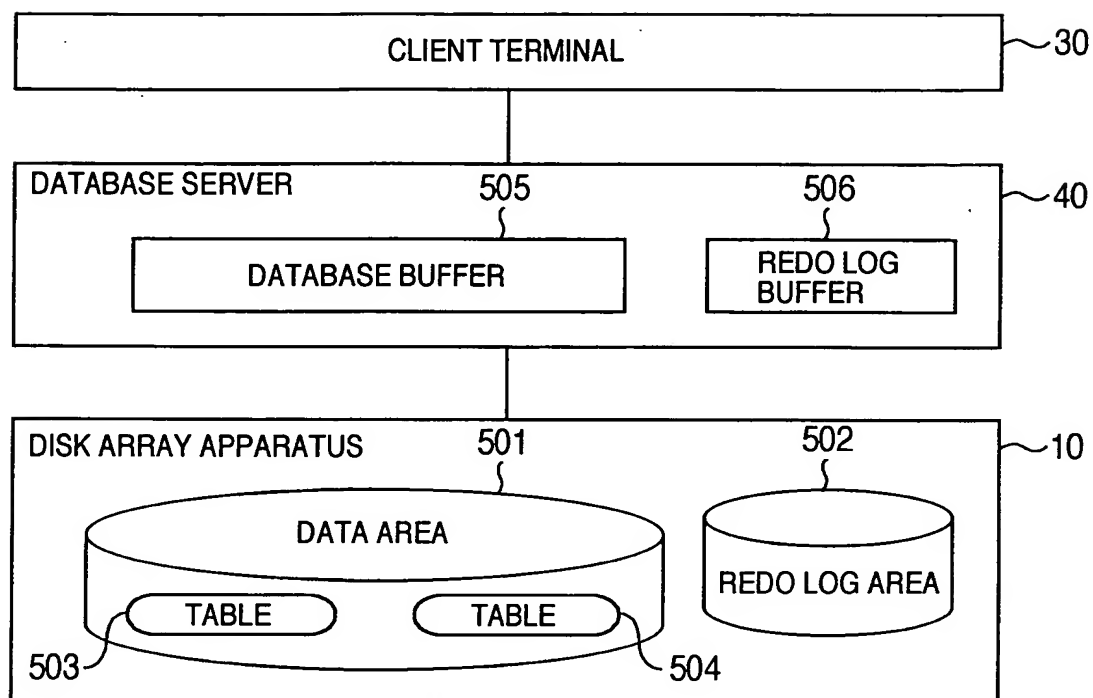 CLIENT TERMINAL
30
DATABASE SERVER
505
506
40
DATABASE BUFFER
REDO LOG
BUFFER
DISK ARRAY APPARATUS
501
502
10
DATA AREA
REDO LOG AREA
TABLE
TABLE
503
504